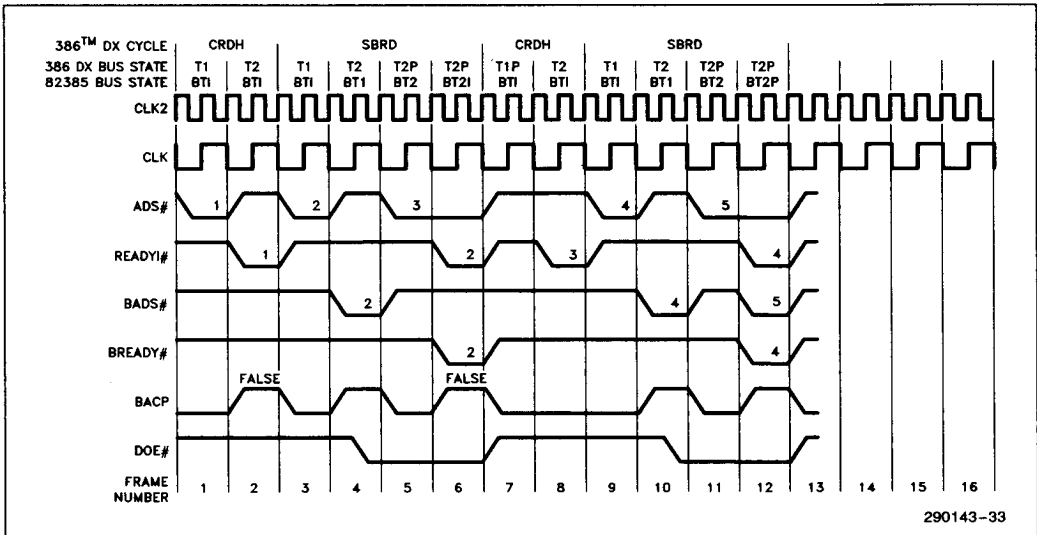 386™ DX CYCLE CRDH SBRD CRDH SBRD
386 DX BUS STATE T1 T2 T1 T2 T2P T2P T1P T2 T1 T2 T2P T2P
82385 BUS STATE BTI BTI BTI BT1 BT2 BT2I BTI BTI BTI BT1 BT2 BT2P
CLK2
CLK
ADS# 1 2 3 4 5
READYI# 1 2 3 4
BADS# 2 4 5
BREADY# 2 4
FALSE FALSE
BACP
DOE#
FRAME
NUMBER 1 2 3 4 5 6 7 8 9 10 11 12 13 14 15 16
290143-33